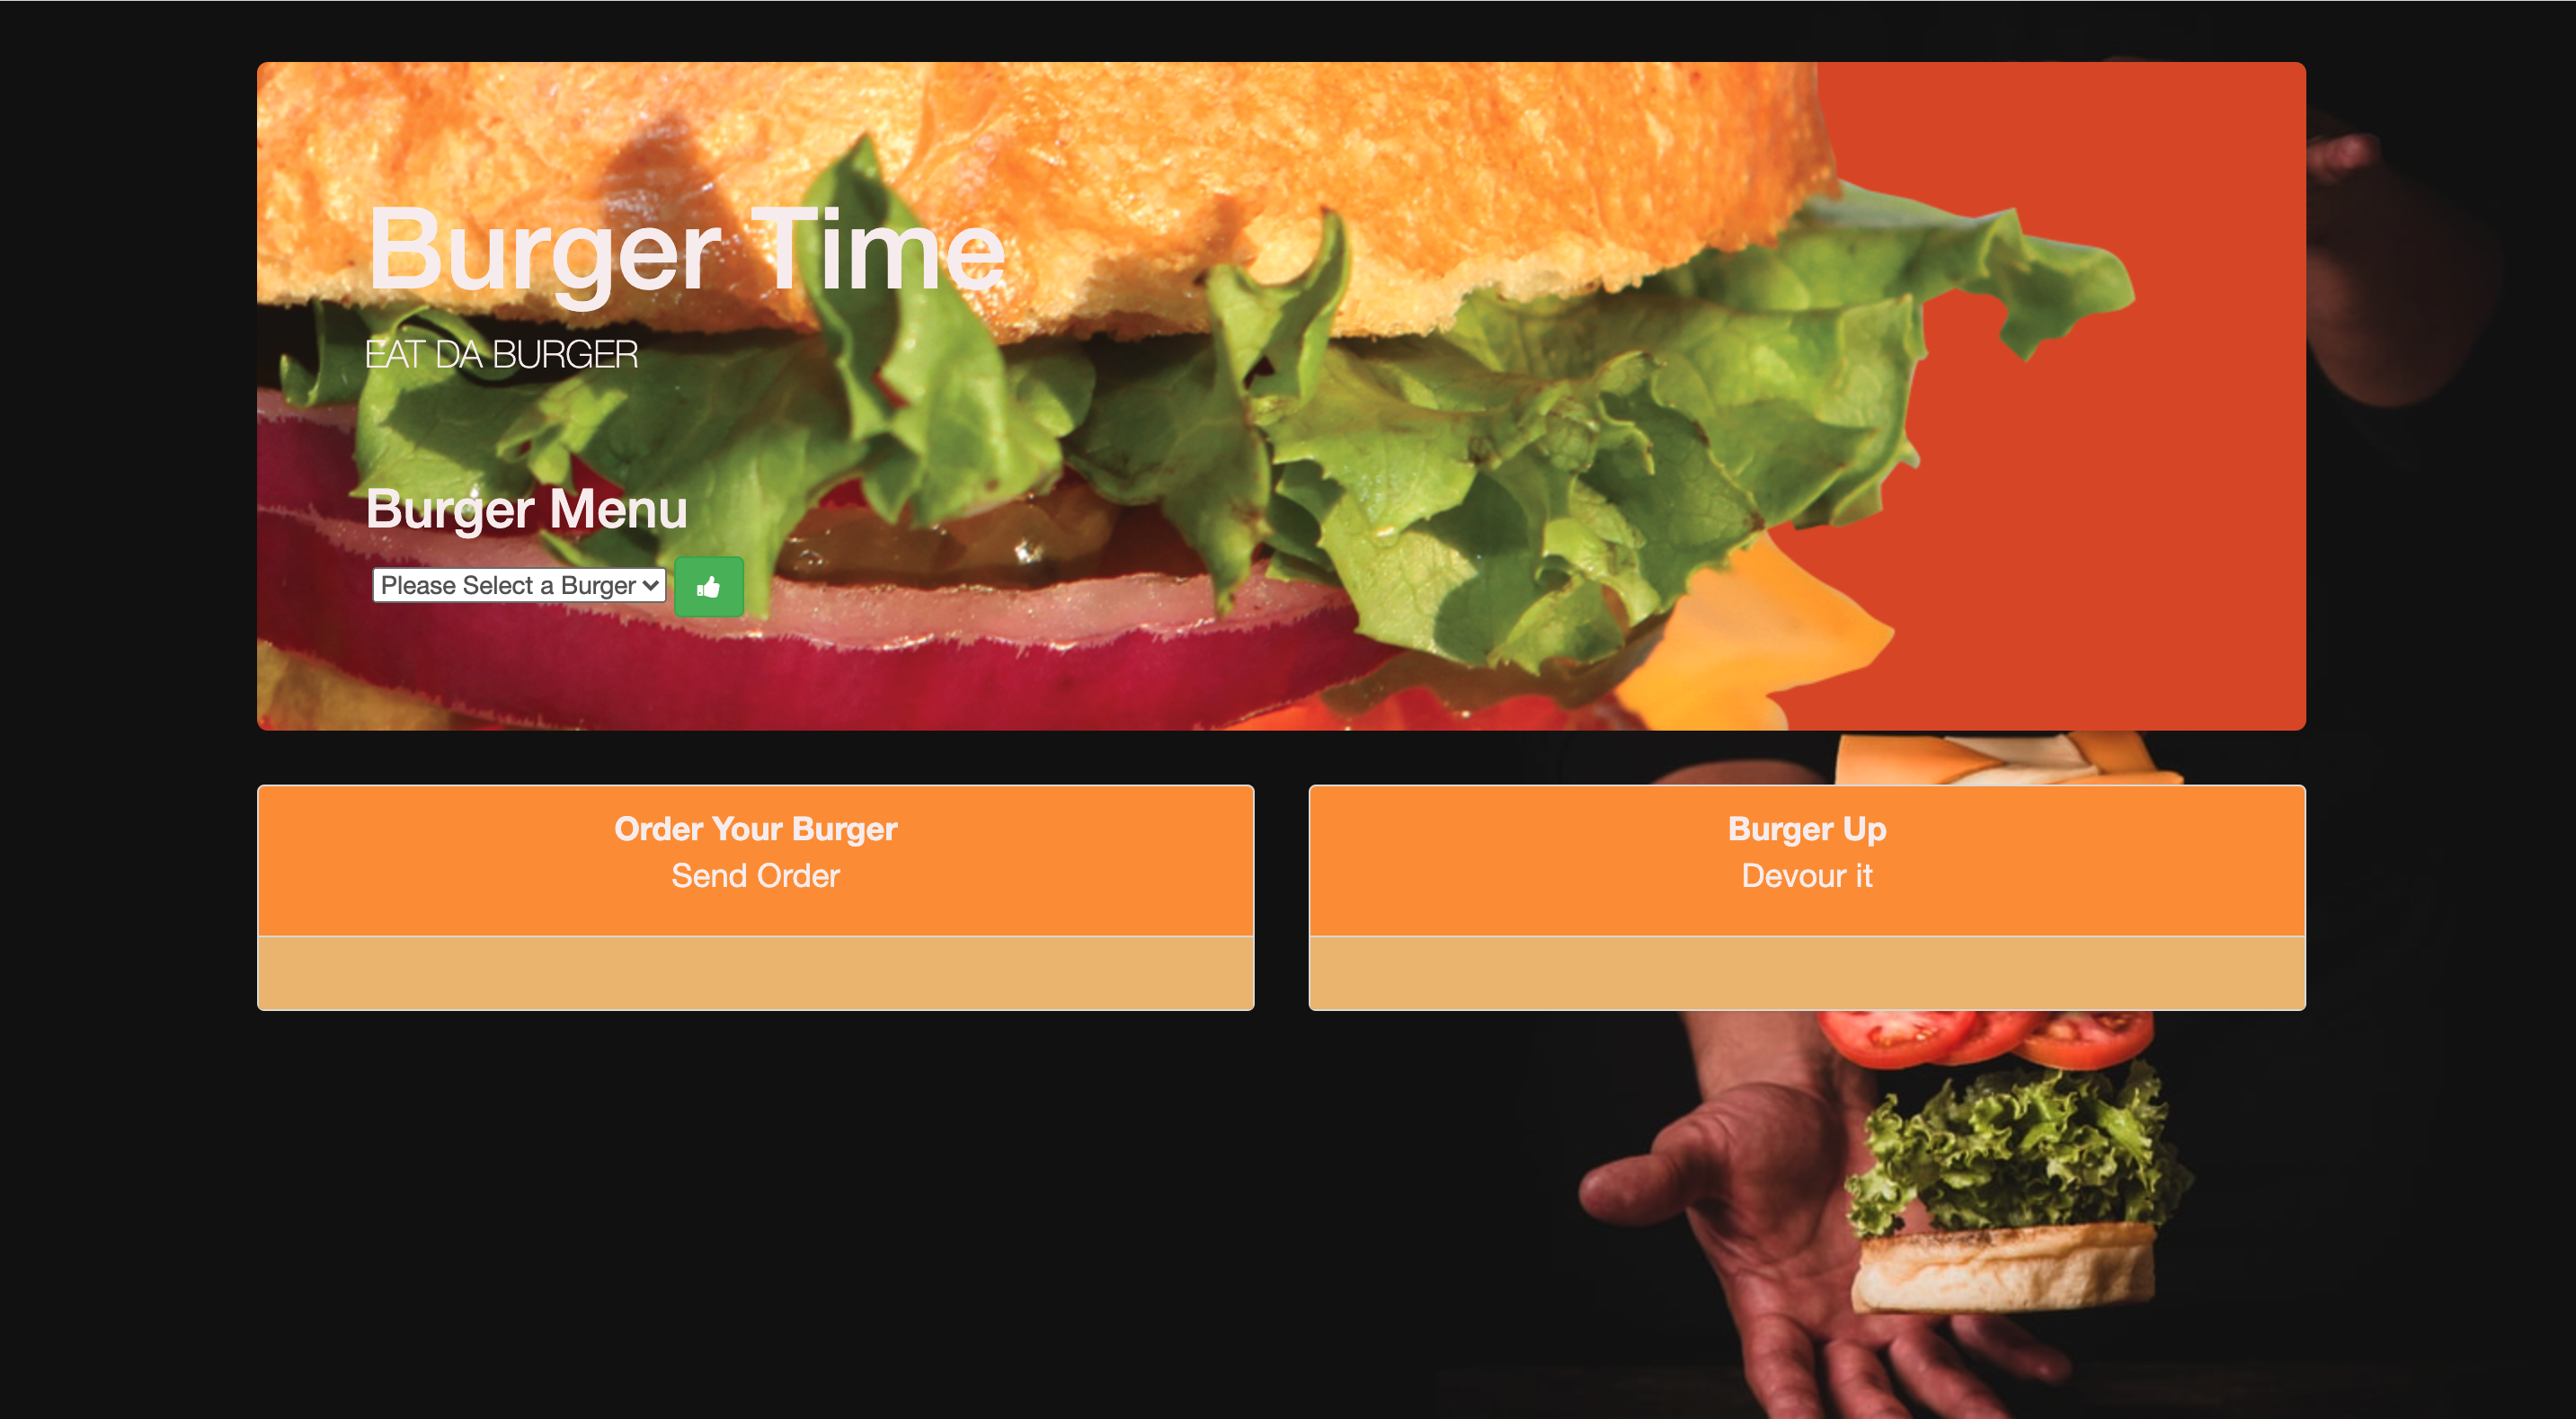 Burger Time
EAT DA BURGER
Burger Menu
Please Select a Burger
Order Your Burger
Send Order
Burger Up
Devour it